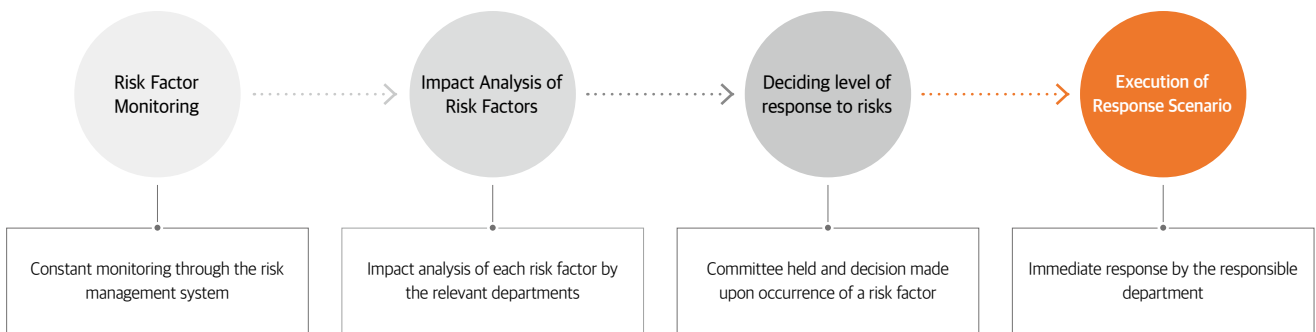 Risk Factor
Monitoring
Impact Analysis of
Risk Factors
Deciding level of
response to risks
Execution of
Response Scenario
Constant monitoring through the risk
management system
Impact analysis of each risk factor by
the relevant departments
Committee held and decision made
upon occurrence of a risk factor
Immediate response by the responsible
department